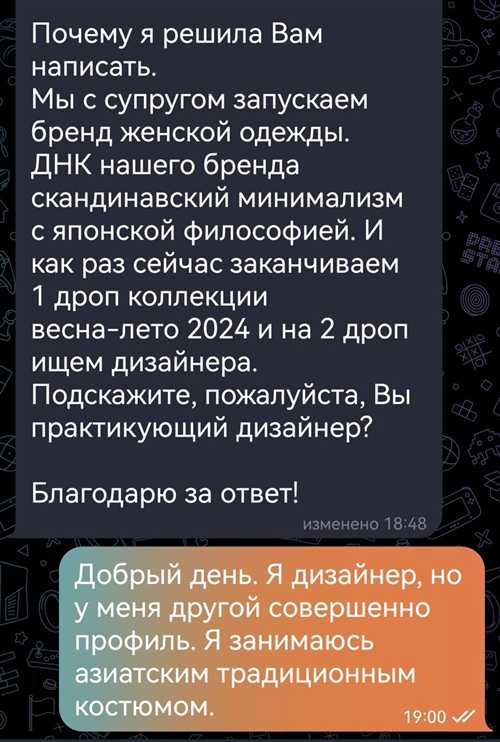 Почему я решила Вам
написать.
Мы с супругом запускаем
бренд женской одежды.
ДНК нашего бренда
скандинавский минимализм
с японской философией. И
как раз сейчас заканчиваем
1 дроп коллекции
весна-лето 2024 и на 2 дроп
ищем дизайнера.
Подскажите, пожалуйста, Вы
практикующий дизайнер?
Благодарю за ответ!
изменено 18:48
Добрый день. Я дизайнер, но
у меня другой совершенно
профиль. Я занимаюсь
азиатским традиционным
костюмом.
19:00